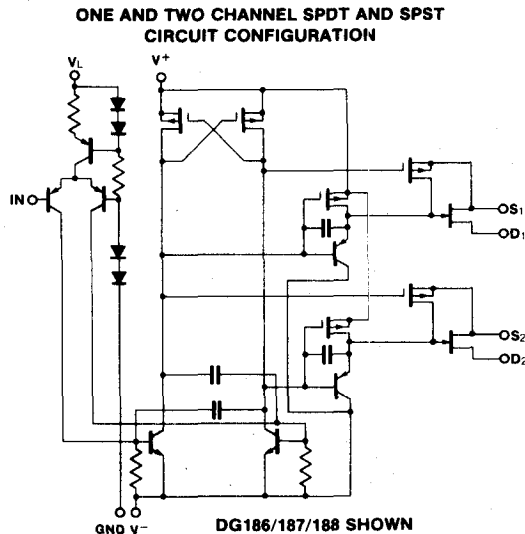 ONE AND TWO CHANNEL SPDT AND SPST
CIRCUIT CONFIGURATION
VL
V+
IN
S1
D1
S2
D2
GND V−
DG186/187/188 SHOWN